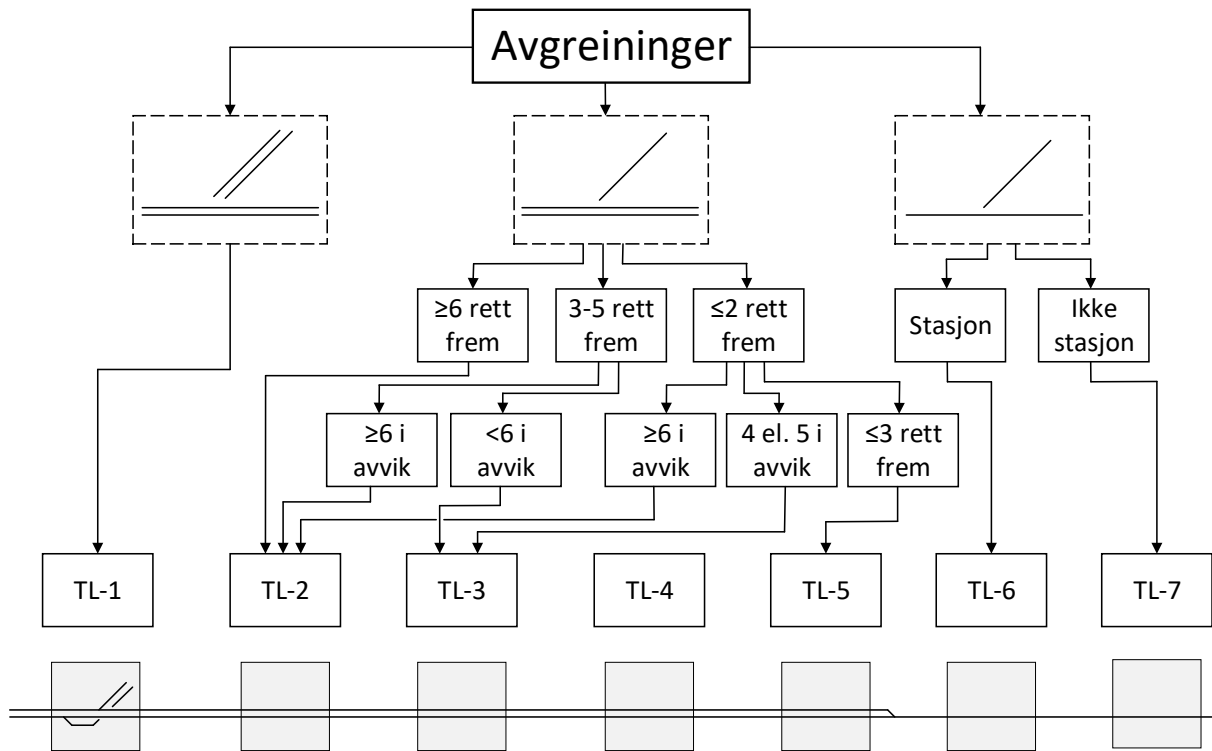 Avgreininger
≥6 rett
frem
3-5 rett
frem
≤2 rett
frem
Stasjon
Ikke
stasjon
≥6 i
avvik
<6 i
avvik
≥6 i
avvik
4 el. 5 i
avvik
≤3 rett
frem
TL-1
TL-2
TL-3
TL-4
TL-5
TL-6
TL-7